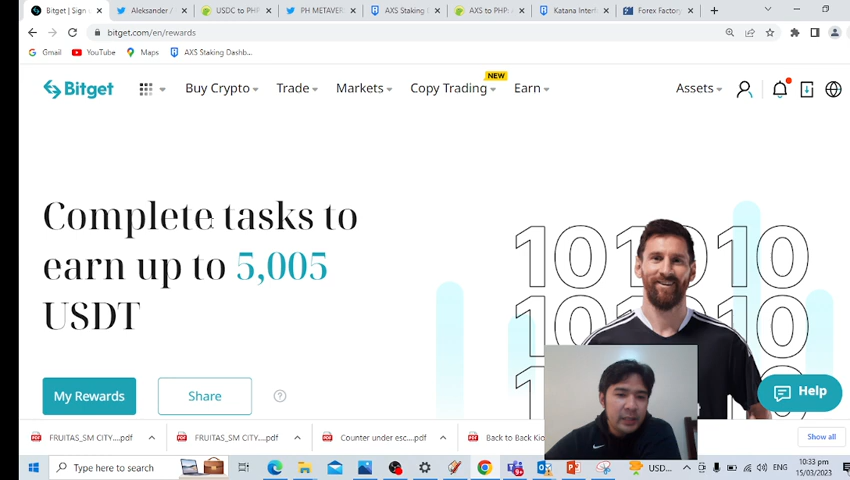 Bitget | Sign
Aleksander /
USDC to PHP
PH METAVER
AXS Staking
AXS to PHP:
Katana Interf
Forex Factory
bitget.com/en/rewards
Gmail
YouTube
Maps
AXS Staking Dashb...
NEW
Bitget
Buy Crypto
Trade
Markets
Copy Trading
Earn
Assets
Complete tasks to
earn up to 5,005
USDT
101010
101010
My Rewards
Share
?
Help
FRUITAS_SM CITY....pdf
FRUITAS_SM CITY....pdf
Counter under esc....pdf
Back to Back Kio
Show all
Type here to search
USD...
ENG
10:33 pm
15/03/2023